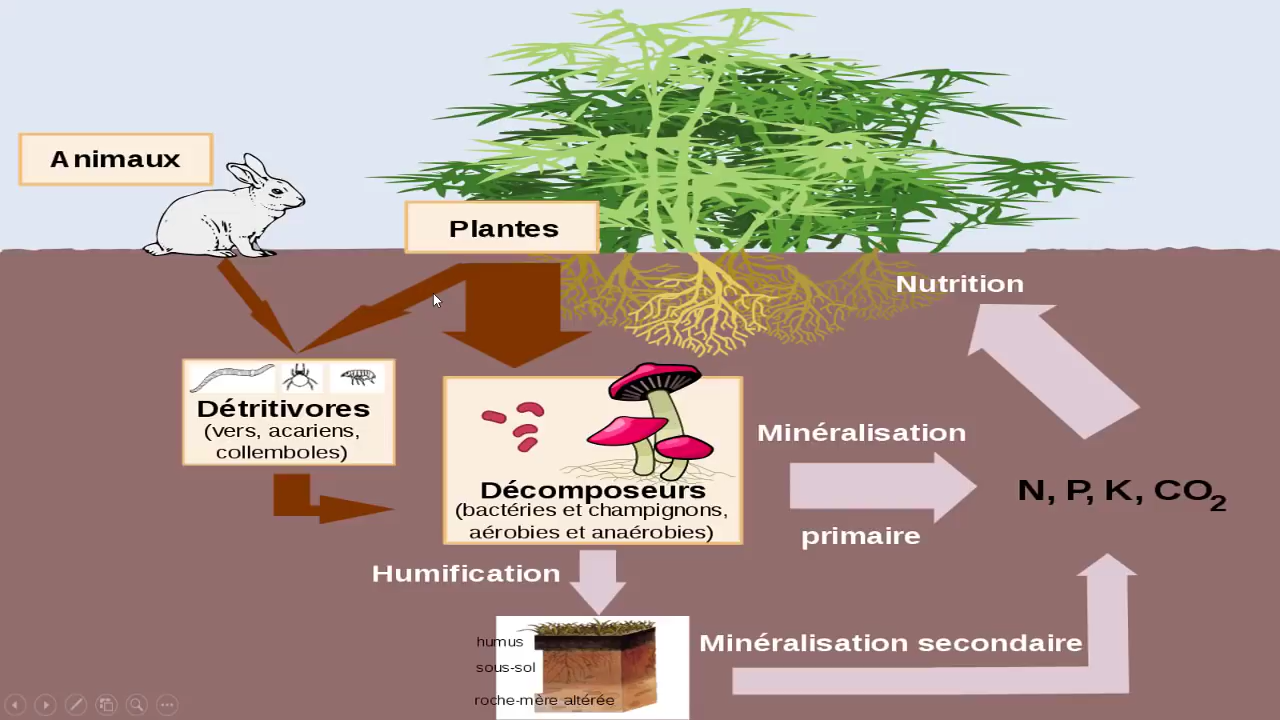 Animaux
Plantes
Nutrition
Détritivores
(vers, acariens,
collemboles)
Décomposeurs
(bactéries et champignons,
aérobies et anaérobies)
Minéralisation
primaire
N, P, K, CO2
Humification
humus
sous-sol
roche-mère altérée
Minéralisation secondaire